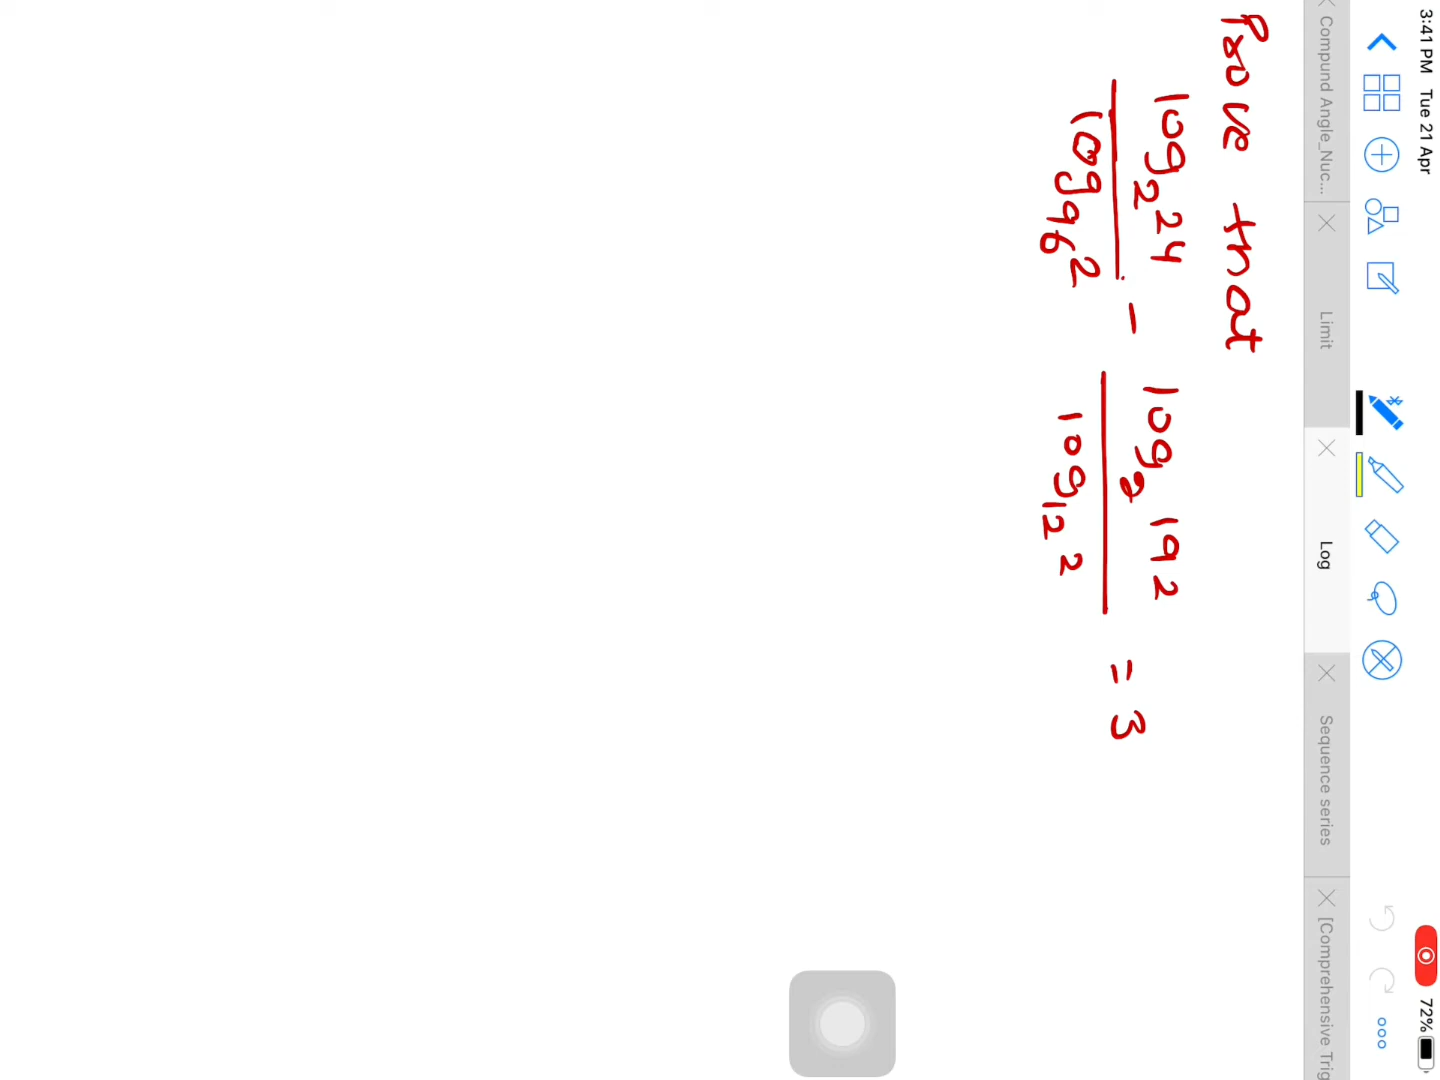 3:41 PM Tue 21 Apr
72%
Compund Angle_Nuc...
Limit
Log
Sequence series
[Comprehensive Trig
Prove that
log₂24 / log₉₆2 - log₂192 / log₁₂2 = 3